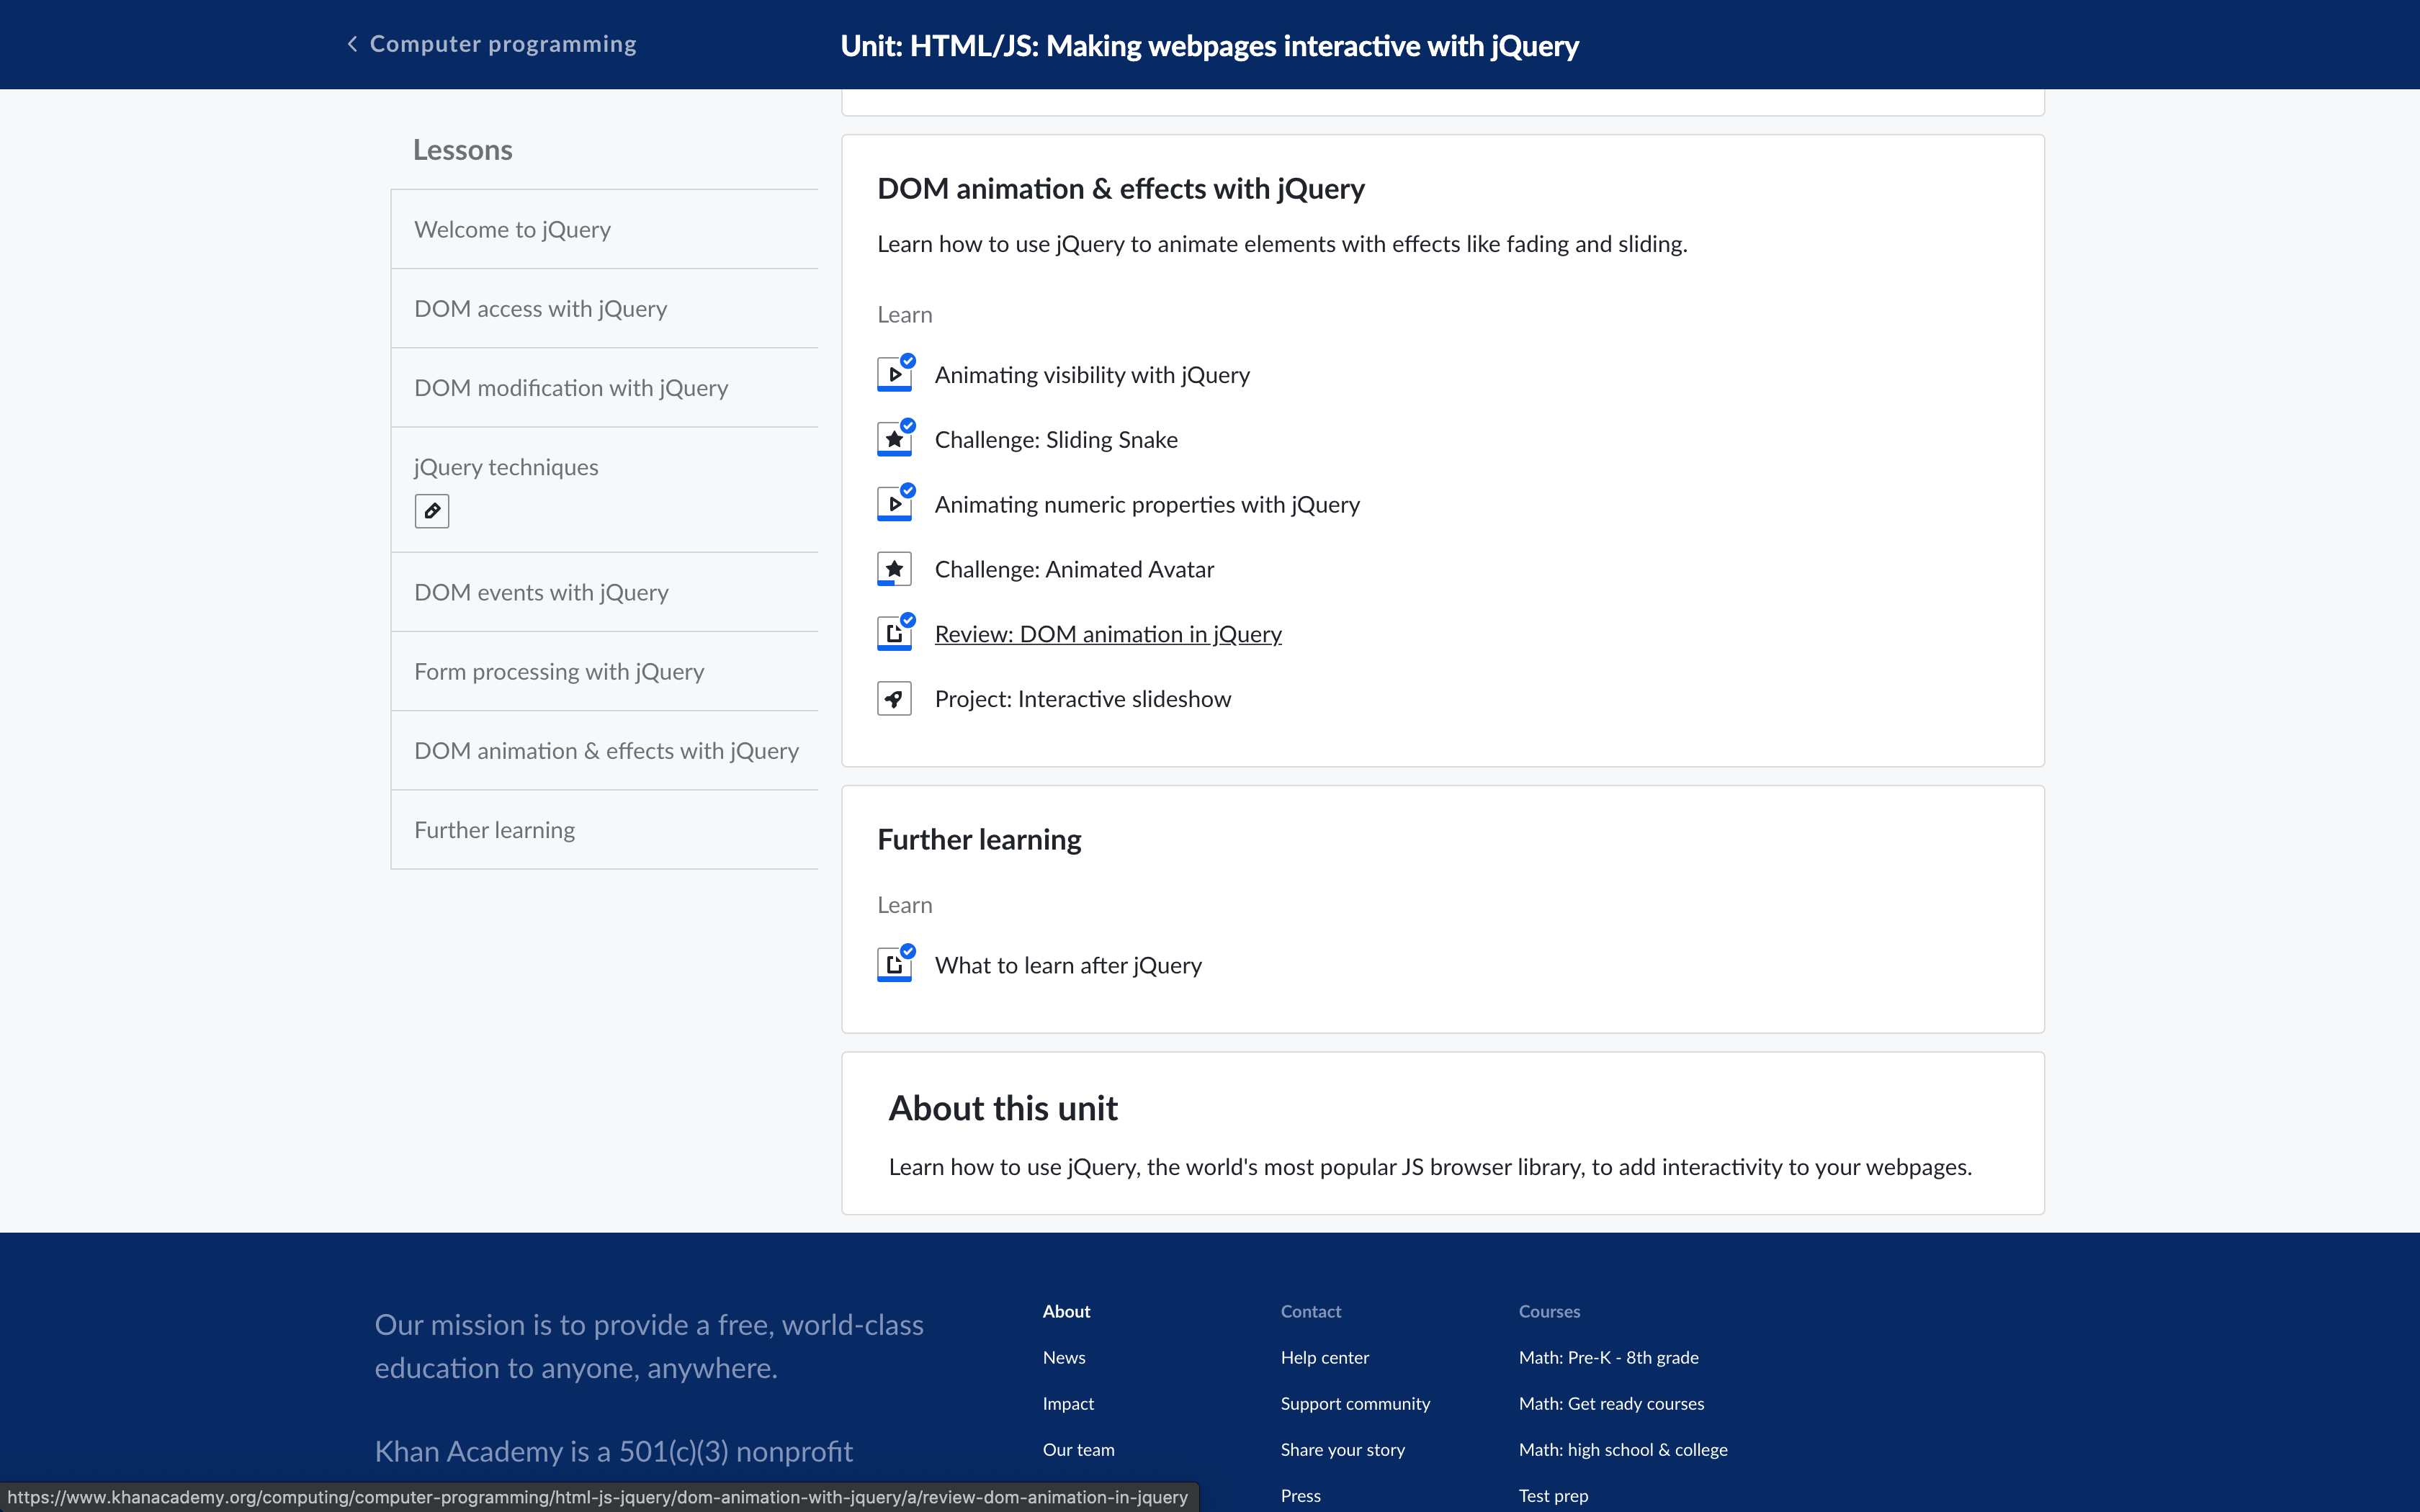 Computer programming
Unit: HTML/JS: Making webpages interactive with jQuery
Lessons
Welcome to jQuery
DOM access with jQuery
DOM modification with jQuery
jQuery techniques
DOM events with jQuery
Form processing with jQuery
DOM animation & effects with jQuery
Further learning
DOM animation & effects with jQuery
Learn how to use jQuery to animate elements with effects like fading and sliding.
Learn
Animating visibility with jQuery
Challenge: Sliding Snake
Animating numeric properties with jQuery
Challenge: Animated Avatar
Review: DOM animation in jQuery
Project: Interactive slideshow
Further learning
Learn
What to learn after jQuery
About this unit
Learn how to use jQuery, the world's most popular JS browser library, to add interactivity to your webpages.
Our mission is to provide a free, world-class
education to anyone, anywhere.
Khan Academy is a 501(c)(3) nonprofit
About
News
Impact
Our team
Contact
Help center
Support community
Share your story
Press
Courses
Math: Pre-K - 8th grade
Math: Get ready courses
Math: high school & college
Test prep
https://www.khanacademy.org/computing/computer-programming/html-js-jquery/dom-animation-with-jquery/a/review-dom-animation-in-jquery